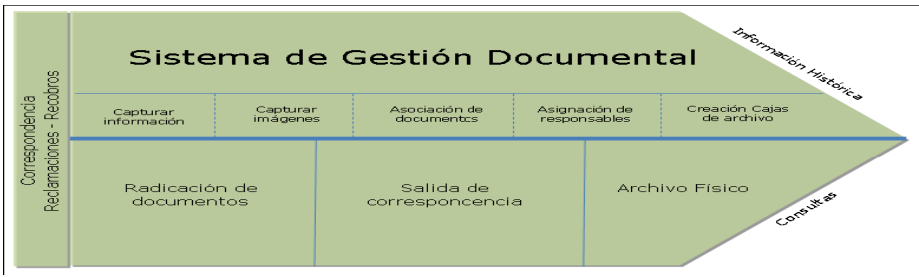 Correspondencia
Reclamaciones - Recobros
Sistema de Gestión Documental
Información Histórica
Capturar
información
Capturar
imágenes
Asociación de
documentcs
Asignación de
responsables
Creación Cajas
de archivo
Radicación de
documentos
Salida de
corresponcencia
Archivo Físico
Consultas